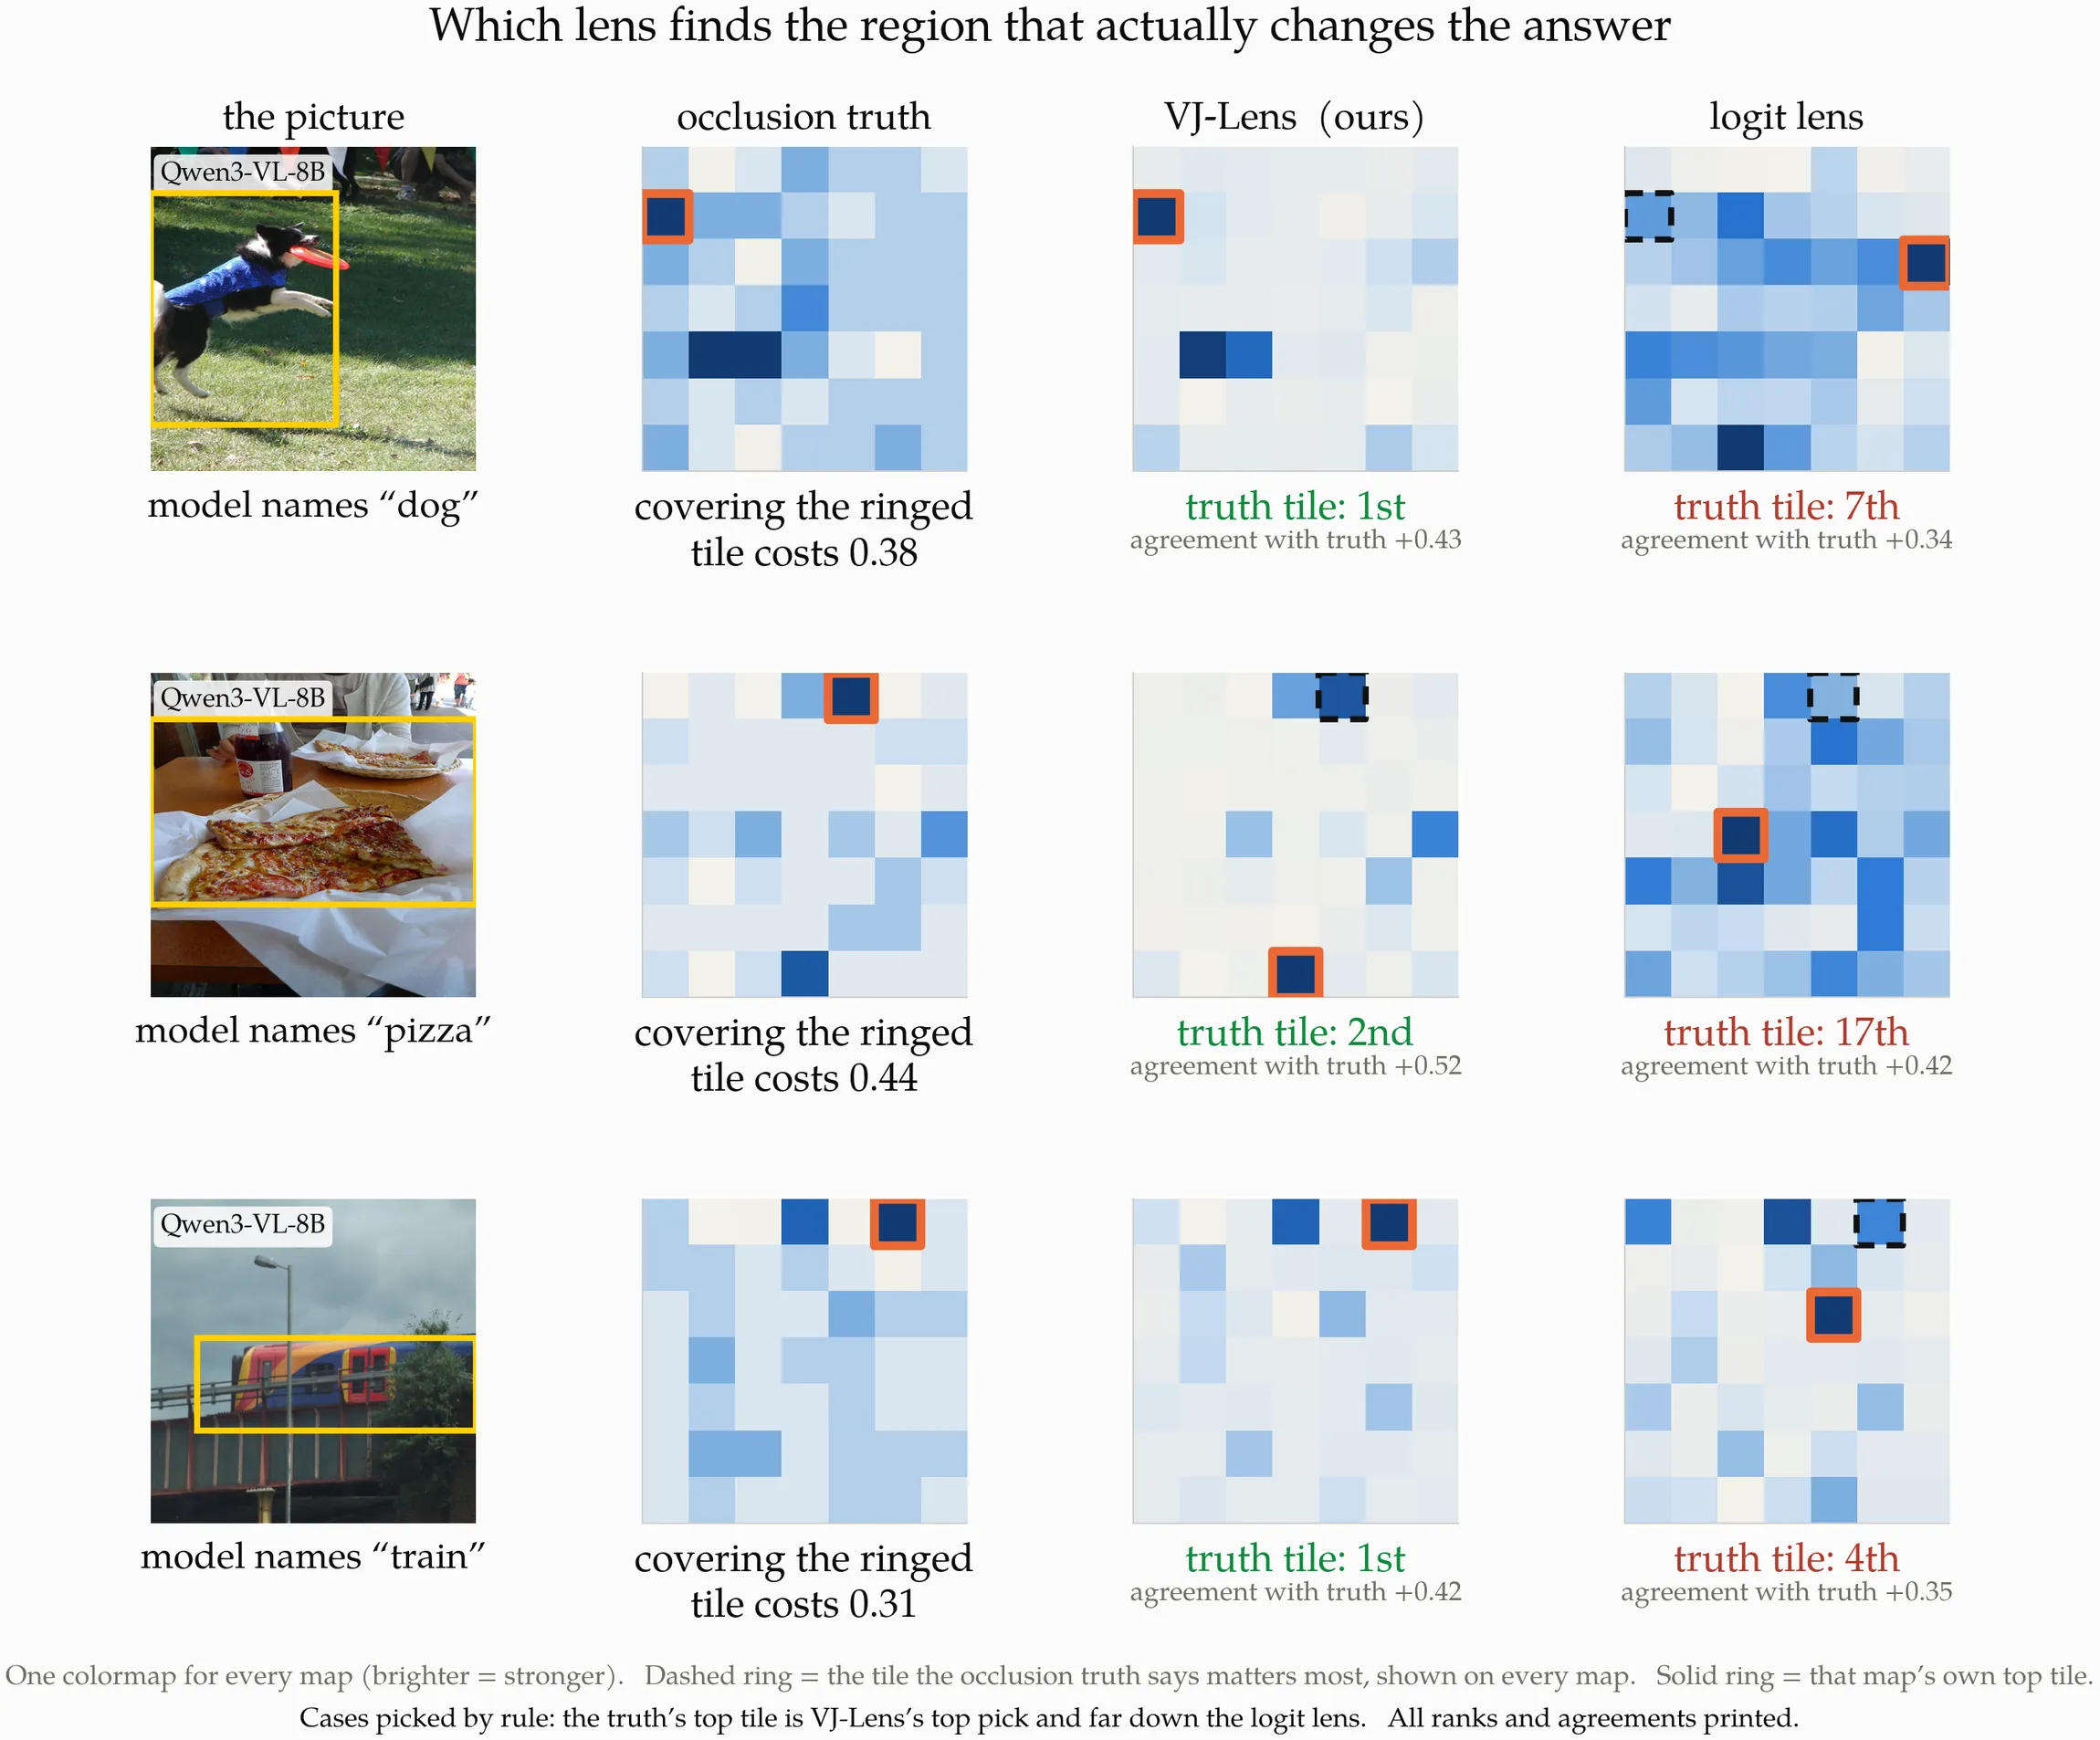 Which lens finds the region that actually changes the answer
the picture
occlusion truth
VJ-Lens (ours)
logit lens
Qwen3-VL-8B
model names “dog”
covering the ringed
tile costs 0.38
truth tile: 1st
agreement with truth +0.43
truth tile: 7th
agreement with truth +0.34
Qwen3-VL-8B
model names “pizza”
covering the ringed
tile costs 0.44
truth tile: 2nd
agreement with truth +0.52
truth tile: 17th
agreement with truth +0.42
Qwen3-VL-8B
model names “train”
covering the ringed
tile costs 0.31
truth tile: 1st
agreement with truth +0.42
truth tile: 4th
agreement with truth +0.35
One colormap for every map (brighter = stronger). Dashed ring = the tile the occlusion truth says matters most, shown on every map. Solid ring = that map’s own top tile.
Cases picked by rule: the truth’s top tile is VJ-Lens’s top pick and far down the logit lens. All ranks and agreements printed.